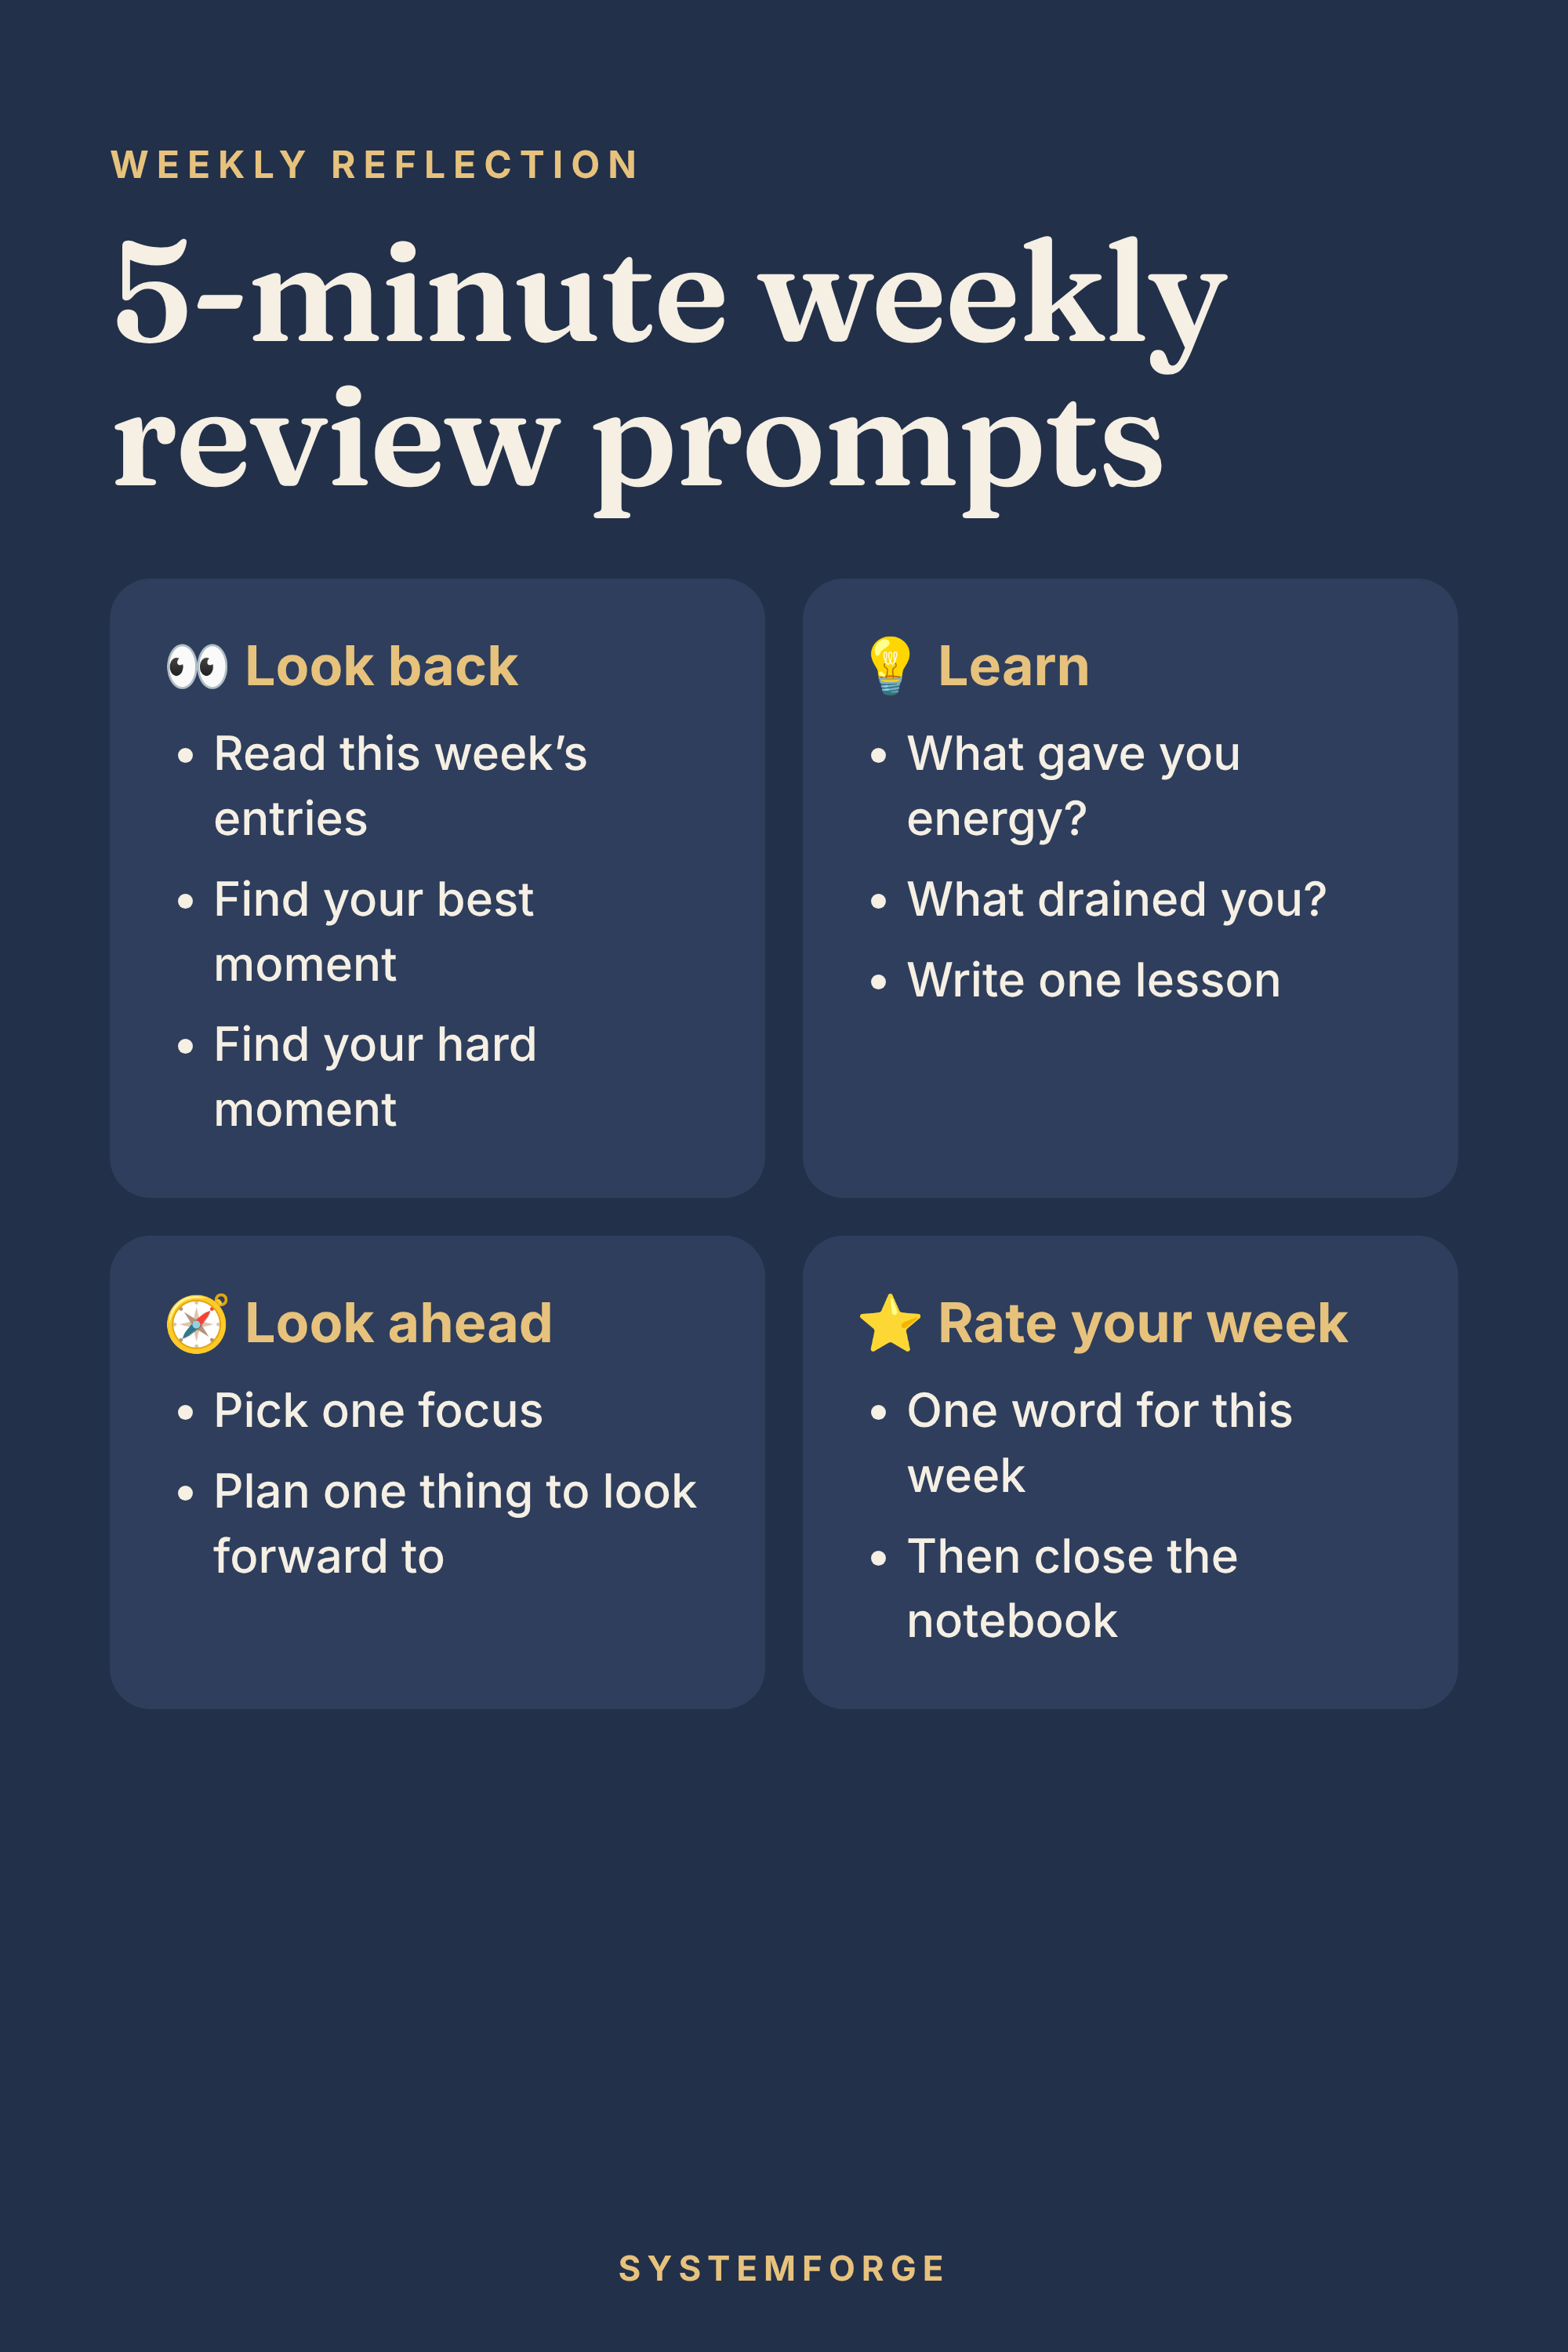 WEEKLY REFLECTION
5-minute weekly
review prompts
👀 Look back
• Read this week’s
entries
• Find your best
moment
• Find your hard
moment
💡 Learn
• What gave you
energy?
• What drained you?
• Write one lesson
🧭 Look ahead
• Pick one focus
• Plan one thing to look
forward to
⭐ Rate your week
• One word for this
week
• Then close the
notebook
SYSTEMFORGE